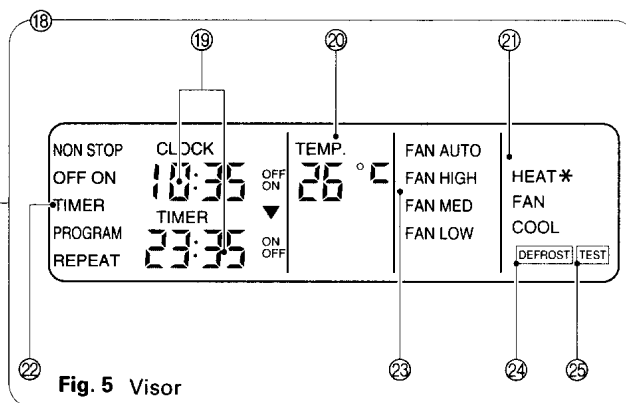 ⑱
⑲ ⑳ ㉑
NON STOP
OFF ON
TIMER
PROGRAM
REPEAT
CLOCK
10:35 OFF ON
TIMER
▼
23:35 ON OFF
TEMP.
26 °C
FAN AUTO
FAN HIGH
FAN MED
FAN LOW
HEAT*
FAN
COOL
DEFROST TEST
㉒ ㉓ ㉔ ㉕
Fig. 5 Visor